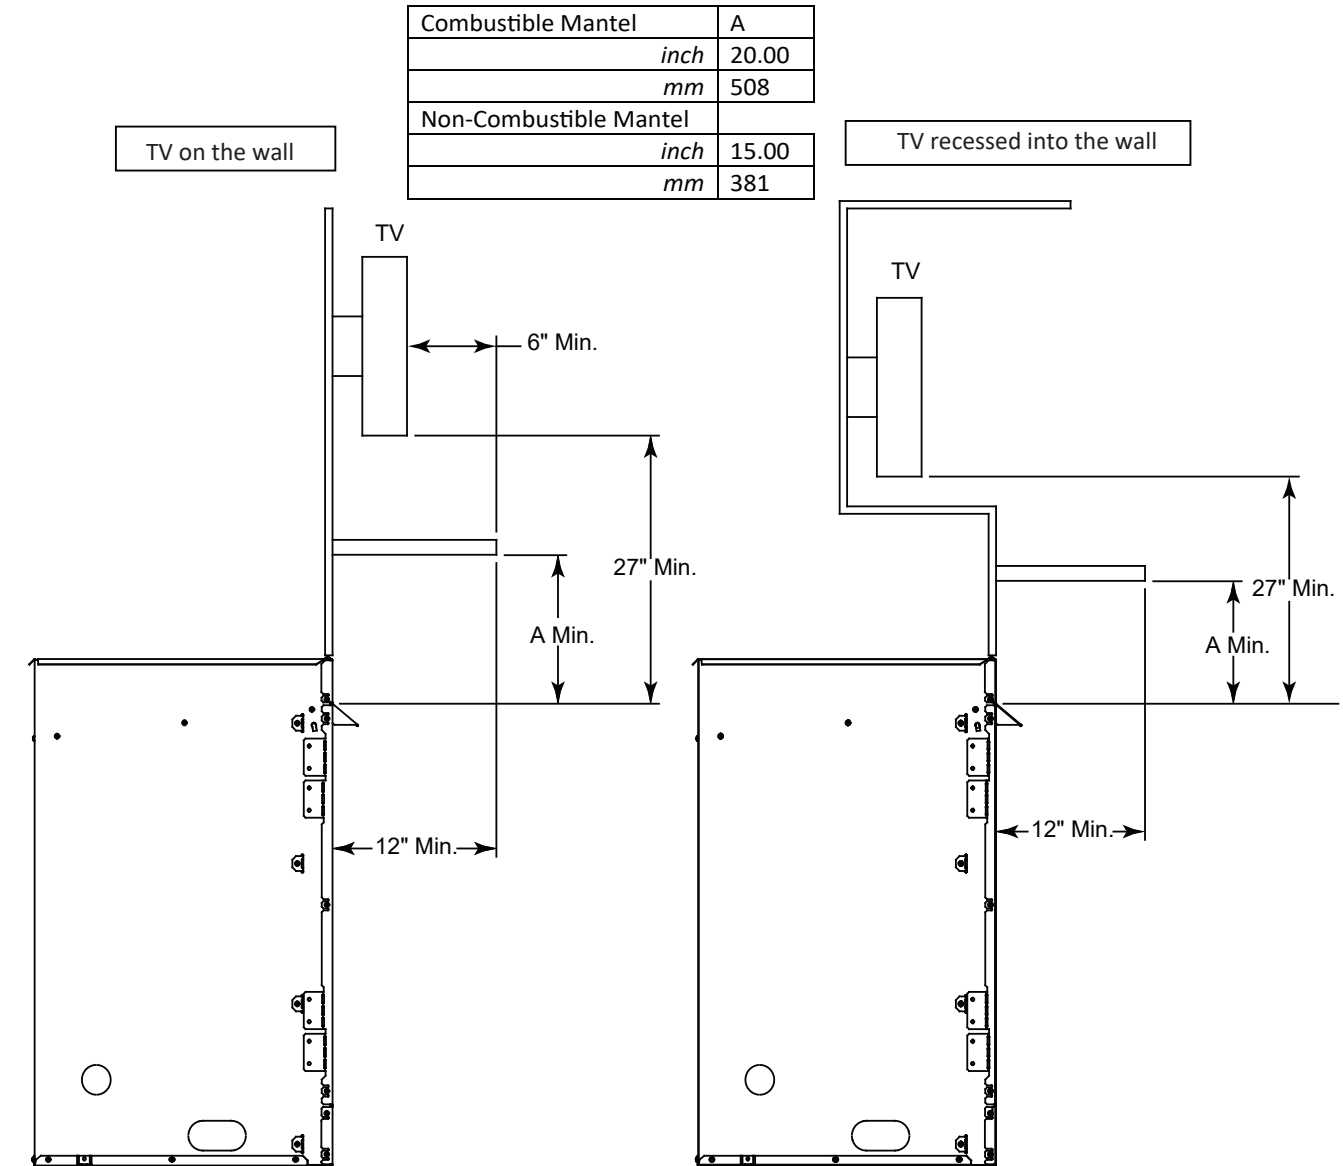 Combustible Mantel A
inch 20.00
mm 508
Non-Combustible Mantel
inch 15.00
mm 381
TV on the wall
TV recessed into the wall
TV
6" Min.
27" Min.
A Min.
12" Min.
TV
27" Min.
A Min.
12" Min.